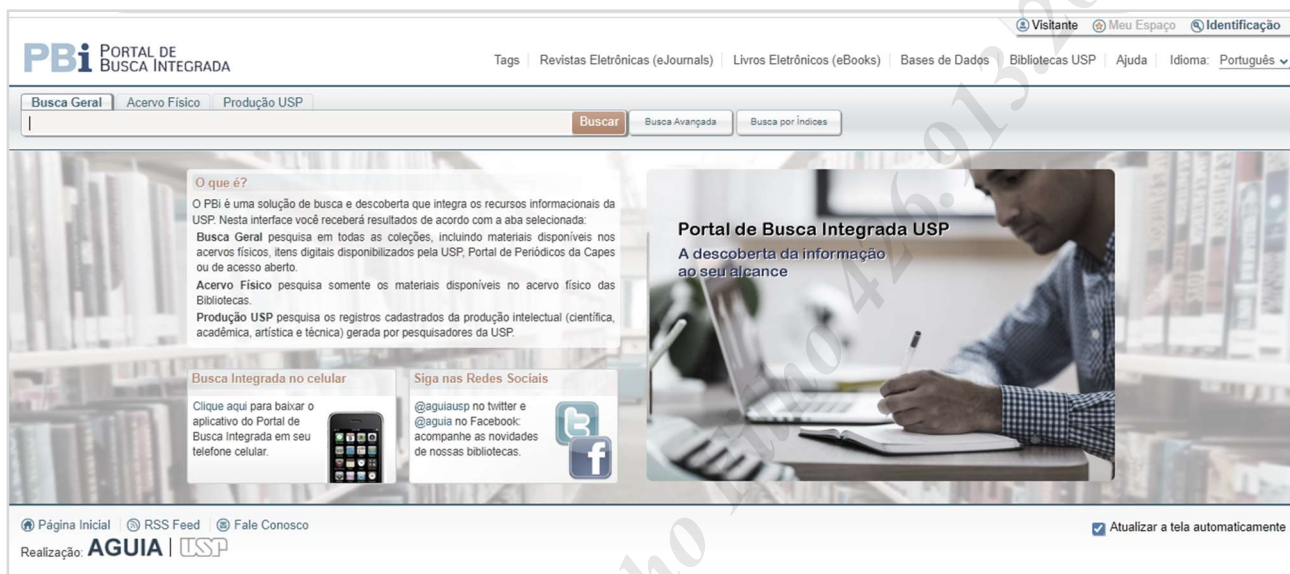 Visitante Meu Espaço Identificação
PBi PORTAL DE
BUSCA INTEGRADA
Tags Revistas Eletrônicas (eJournals) Livros Eletrônicos (eBooks) Bases de Dados Bibliotecas USP Ajuda Idioma: Português
Busca Geral Acervo Físico Produção USP
Buscar Busca Avançada Busca por Índices
O que é?
O PBi é uma solução de busca e descoberta que integra os recursos informacionais da
USP. Nesta interface você receberá resultados de acordo com a aba selecionada:
Busca Geral pesquisa em todas as coleções, incluindo materiais disponíveis nos
acervos físicos, itens digitais disponibilizados pela USP, Portal de Periódicos da Capes
ou de acesso aberto.
Acervo Físico pesquisa somente os materiais disponíveis no acervo físico das
Bibliotecas.
Produção USP pesquisa os registros cadastrados da produção intelectual (científica,
acadêmica, artística e técnica) gerada por pesquisadores da USP.
Portal de Busca Integrada USP
A descoberta da informação
ao seu alcance
Busca Integrada no celular
Clique aqui para baixar o
aplicativo do Portal de
Busca Integrada em seu
telefone celular.
Siga nas Redes Sociais
@aguiausp no twitter e
@aguia no Facebook:
acompanhe as novidades
de nossas bibliotecas.
Página Inicial RSS Feed Fale Conosco
Atualizar a tela automaticamente
Realização: AGUIA | USP
426.913.2